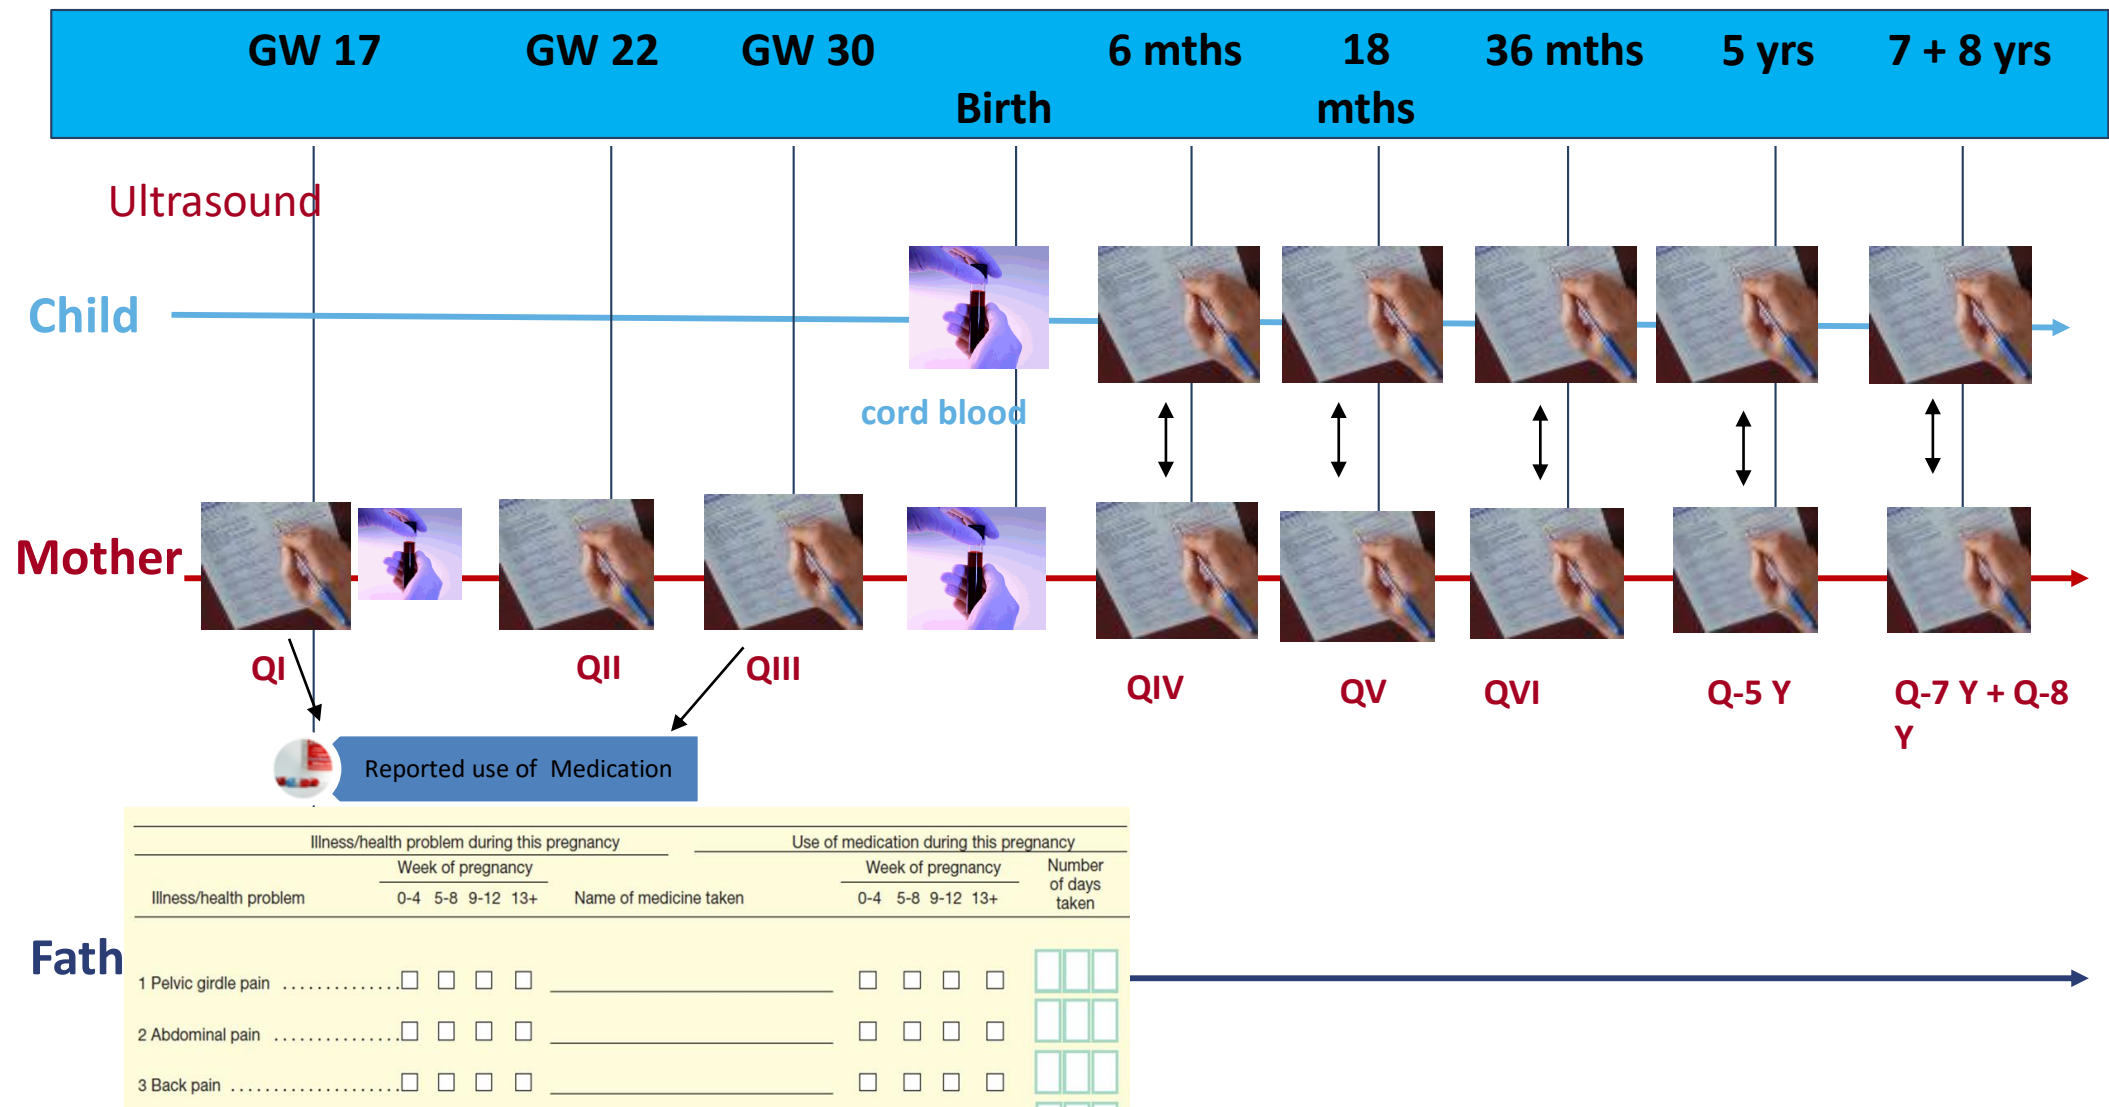 GW 17 GW 22 GW 30 6 mths 18 36 mths 5 yrs 7 + 8 yrs
Birth mths
Ultrasound
Child
cord blood
Mother
QI QII QIII QIV QV QVI Q-5 Y Q-7 Y + Q-8
Y
Reported use of Medication
Illness/health problem during this pregnancy Use of medication during this pregnancy
Week of pregnancy Week of pregnancy Number
of days
Illness/health problem 0-4 5-8 9-12 13+ Name of medicine taken 0-4 5-8 9-12 13+ taken
Fath
1 Pelvic girdle pain ..............
2 Abdominal pain ...............
3 Back pain ....................